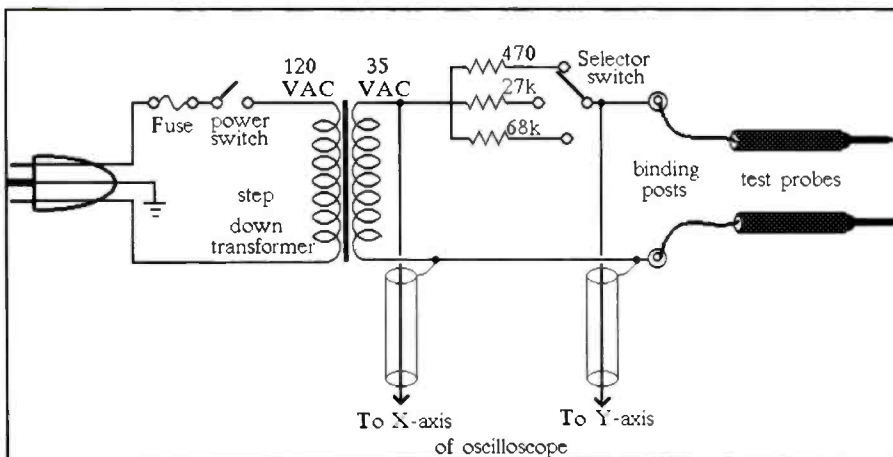 120
VAC
35
VAC
470
27k
68k
Selector
switch
Fuse
power
switch
step
down
transformer
binding
posts
test probes
To X-axis
To Y-axis
of oscilloscope